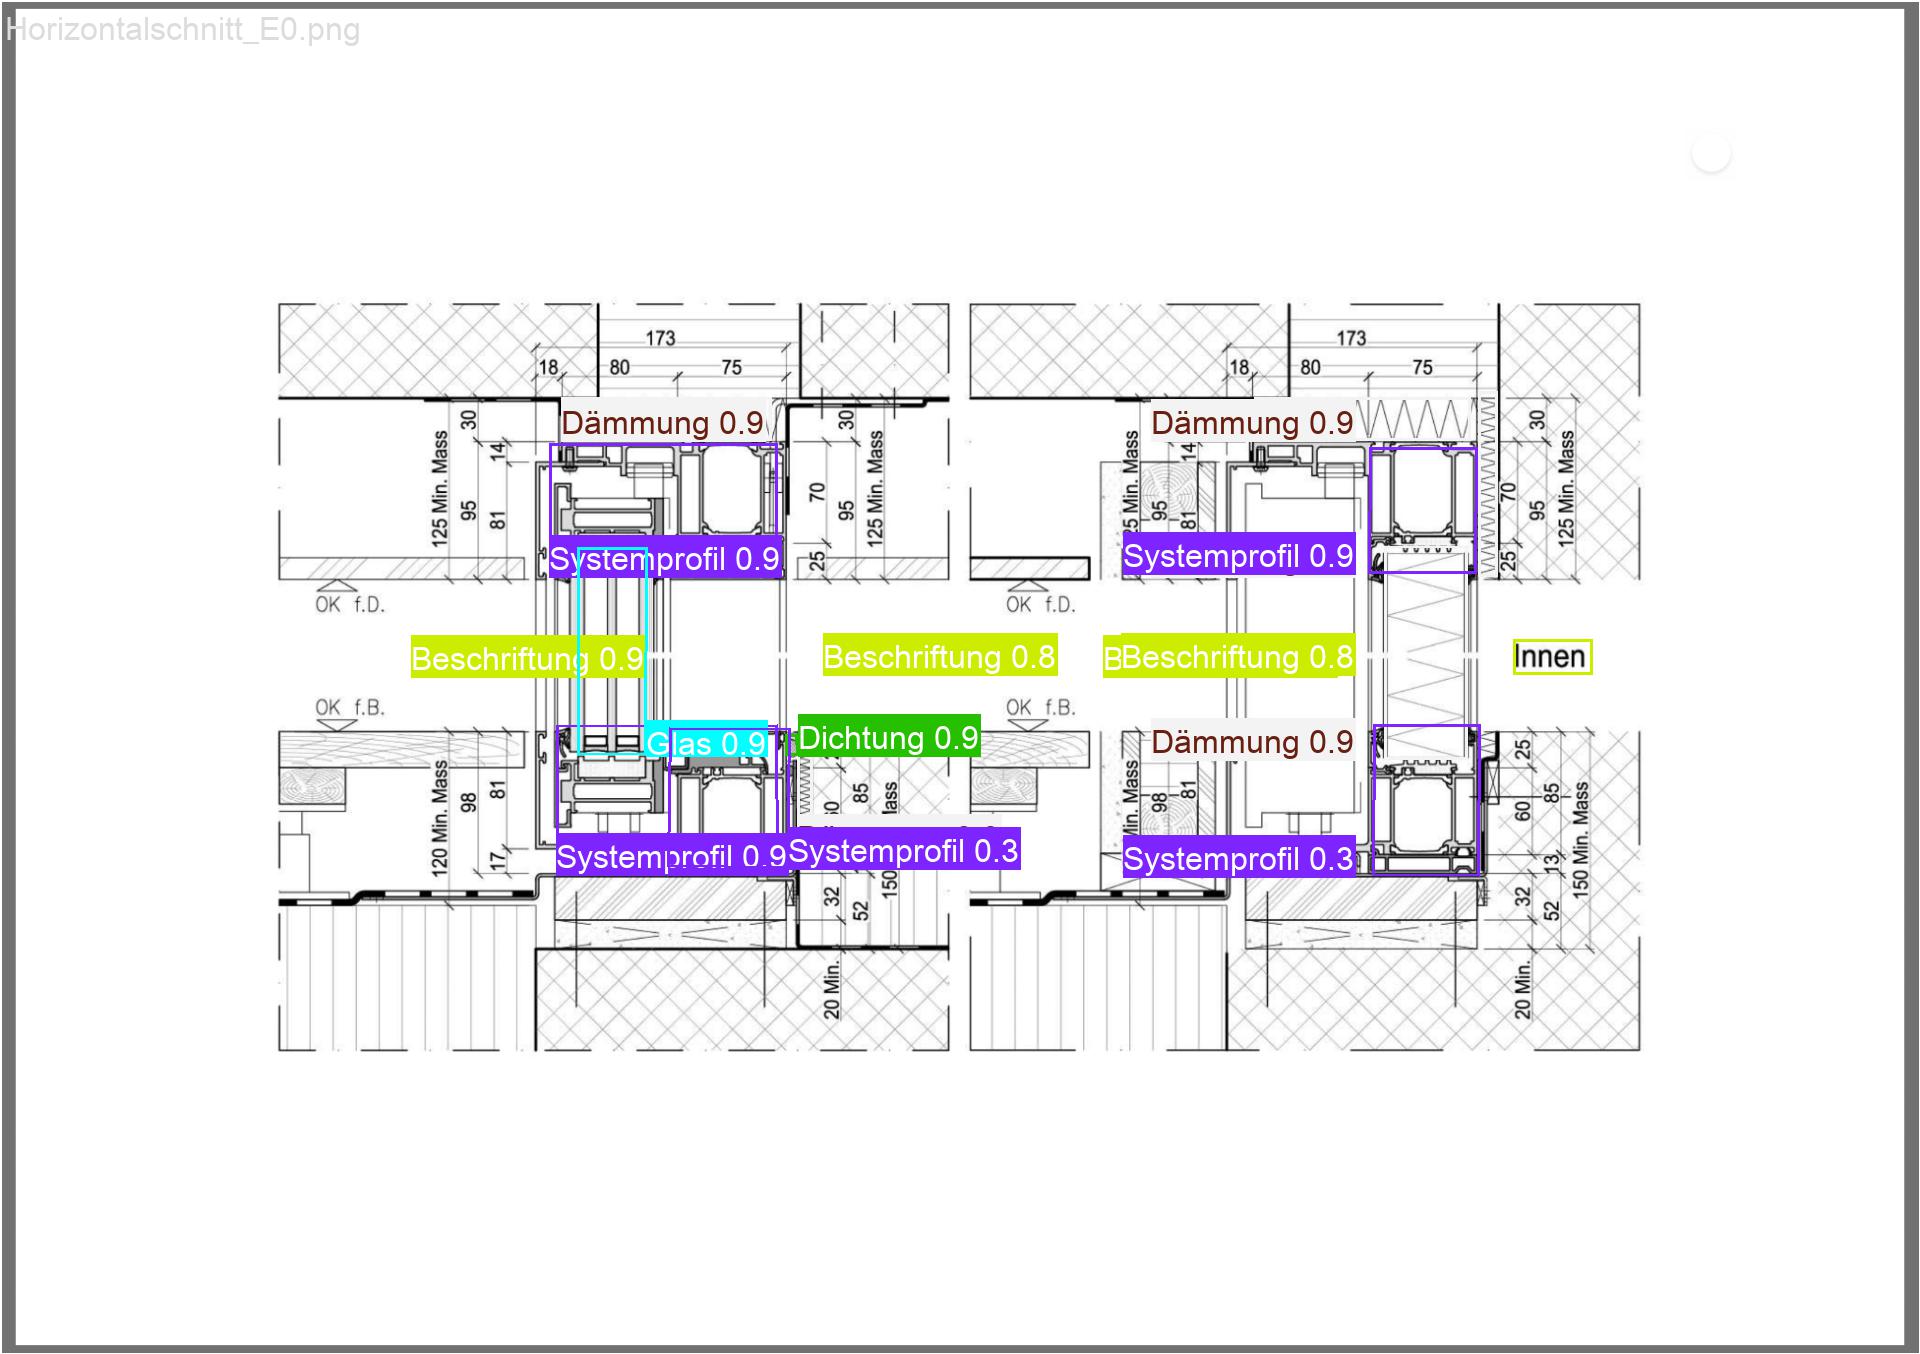 Horizontalschnitt_E0.png
173
173
18
80
75
18
80
75
Dämmung 0.9
Dämmung 0.9
30
14
125 Min. Mass
95
81
30
70
95
125 Min. Mass
25
14
95
81
30
70
95
125 Min. Mass
25
Systemprofil 0.9
Systemprofil 0.9
OK f.D.
OK f.D.
Beschriftung 0.9
Beschriftung 0.8
Beschriftung 0.8
Innen
OK f.B.
OK f.B.
Glas 0.9
Dichtung 0.9
Dämmung 0.9
120 Min. Mass
98
81
17
85
98
81
25
60
85
13
150 Min. Mass
Systemprofil 0.9
Systemprofil 0.3
Systemprofil 0.3
32
52
150
32
52
20 Min.
20 Min.